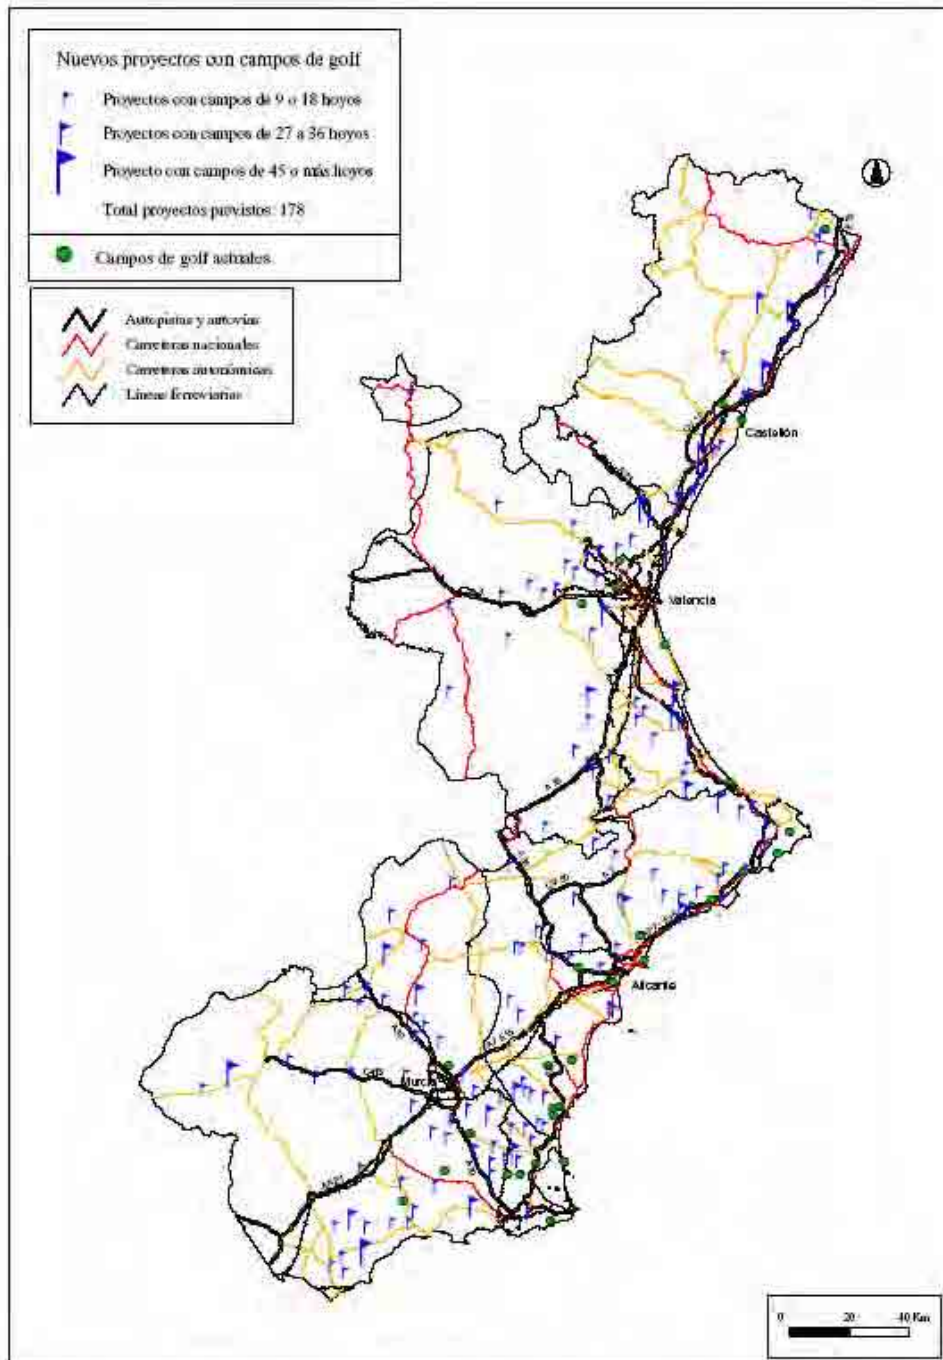 Nuevos proyectos con campos de golf
Proyectos con campos de 9 o 18 hoyos
Proyectos con campos de 27 a 36 hoyos
Proyecto con campos de 45 o más hoyos
Total proyectos previstos: 178
Campos de golf actuales
Autopistas y autovías
Carreteras nacionales
Carreteras autonómicas
Líneas ferroviarias
Castellón
Valencia
Alicante
Murcia
0 20 40 Km